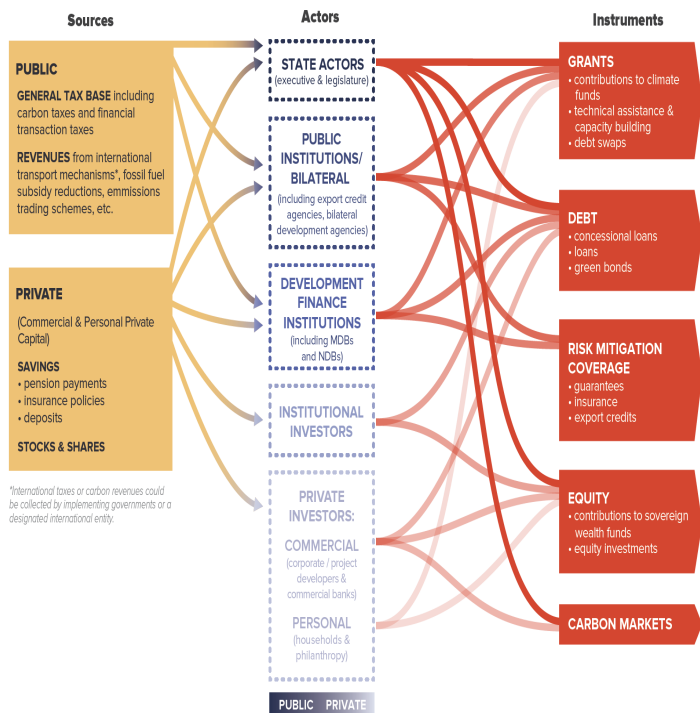 Sources
Actors
Instruments
PUBLIC
GENERAL TAX BASE including
carbon taxes and financial
transaction taxes
REVENUES from international
transport mechanisms*, fossil fuel
subsidy reductions, emmissions
trading schemes, etc.
PRIVATE
(Commercial & Personal Private
Capital)
SAVINGS
• pension payments
• insurance policies
• deposits
STOCKS & SHARES
*International taxes or carbon revenues could
be collected by implementing governments or a
designated international entity.
STATE ACTORS
(executive & legislature)
PUBLIC
INSTITUTIONS/
BILATERAL
(including export credit
agencies, bilateral
development agencies)
DEVELOPMENT
FINANCE
INSTITUTIONS
(including MDBs
and NDBs)
INSTITUTIONAL
INVESTORS
PRIVATE
INVESTORS:
COMMERCIAL
(corporate / project
developers &
commercial banks)
PERSONAL
(households &
philanthropy)
PUBLIC PRIVATE
GRANTS
• contributions to climate
funds
• technical assistance &
capacity building
• debt swaps
DEBT
• concessional loans
• loans
• green bonds
RISK MITIGATION
COVERAGE
• guarantees
• insurance
• export credits
EQUITY
• contributions to sovereign
wealth funds
• equity investments
CARBON MARKETS